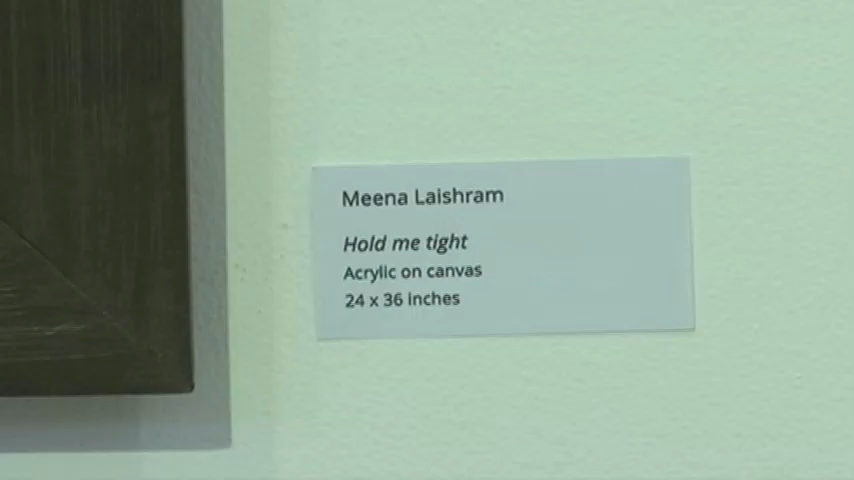 Meena Laishram
Hold me tight
Acrylic on canvas
24 x 36 inches